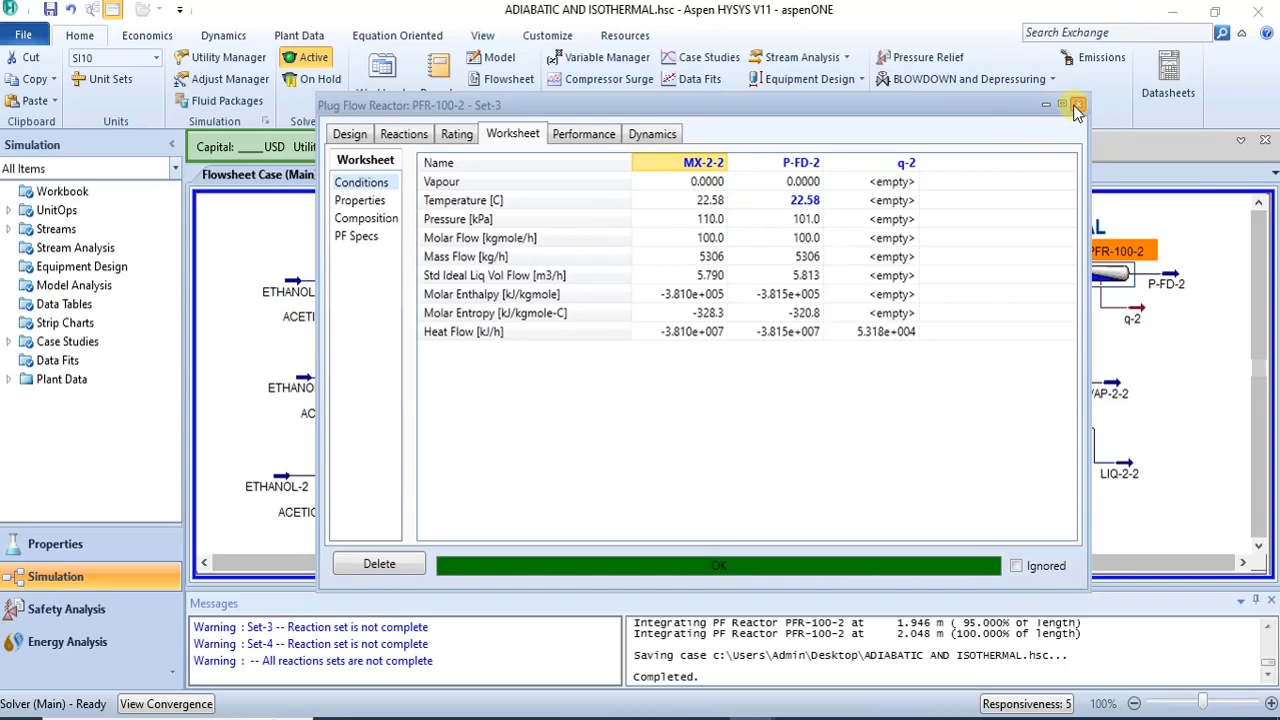 ADIABATIC AND ISOTHERMAL.hsc - Aspen HYSYS V11 - aspenONE
File Home Economics Dynamics Plant Data Equation Oriented View Customize Resources Search Exchange
Cut SI10 Utility Manager Active Model Variable Manager Case Studies Stream Analysis Pressure Relief Emissions
Copy Unit Sets Adjust Manager On Hold Workbook Reports Flowsheet Compressor Surge Data Fits Equipment Design BLOWDOWN and Depressuring Datasheets
Paste Fluid Packages
Clipboard Units Simulation
Simulation
All Items
Workbook
UnitOps
Streams
Stream Analysis
Equipment Design
Model Analysis
Data Tables
Strip Charts
Case Studies
Data Fits
Plant Data
Properties
Simulation
Safety Analysis
Energy Analysis
Capital: ____USD
Flowsheet Case (Main
ETHANOL
ACETI
ETHANO
AC
ETHANOL-2
ACETIC
Plug Flow Reactor: PFR-100-2 - Set-3
Design Reactions Rating Worksheet Performance Dynamics
Worksheet
Conditions
Properties
Composition
PF Specs
Name MX-2-2 P-FD-2 q-2
Vapour 0.0000 0.0000 <empty>
Temperature [C] 22.58 22.58 <empty>
Pressure [kPa] 110.0 101.0 <empty>
Molar Flow [kgmole/h] 100.0 100.0 <empty>
Mass Flow [kg/h] 5306 5306 <empty>
Std Ideal Liq Vol Flow [m3/h] 5.790 5.813 <empty>
Molar Enthalpy [kJ/kgmole] -3.810e+005 -3.815e+005 <empty>
Molar Entropy [kJ/kgmole-C] -328.3 -320.8 <empty>
Heat Flow [kJ/h] -3.810e+007 -3.815e+007 5.318e+004
Delete OK Ignored
AL
PFR-100-2
P-FD-2
q-2
VAP-2-2
LIQ-2-2
Messages
Warning : Set-3 -- Reaction set is not complete
Warning : Set-4 -- Reaction set is not complete
Warning : -- All reactions sets are not complete
Integrating PF Reactor PFR-100-2 at 1.946 m ( 95.000% of length)
Integrating PF Reactor PFR-100-2 at 2.048 m (100.000% of length)
Saving case c:\Users\Admin\Desktop\ADIABATIC AND ISOTHERMAL.hsc...
Completed.
Solver (Main) - Ready View Convergence Responsiveness: 5 100%